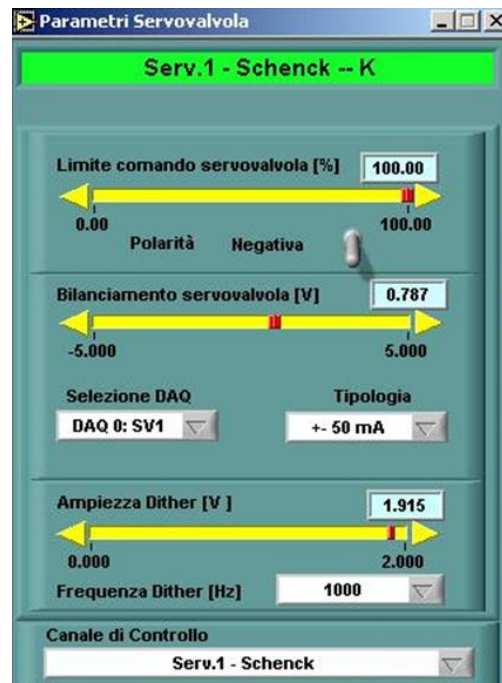 Parametri Servovalvola
Serv.1 - Schenck -- K
Limite comando servovalvola [%] 100.00
0.00 100.00
Polarità Negativa
Bilanciamento servovalvola [V] 0.787
-5.000 5.000
Selezione DAQ Tipologia
DAQ 0: SV1 +- 50 mA
Ampiezza Dither [V ] 1.915
0.000 2.000
Frequenza Dither [Hz] 1000
Canale di Controllo
Serv.1 - Schenck